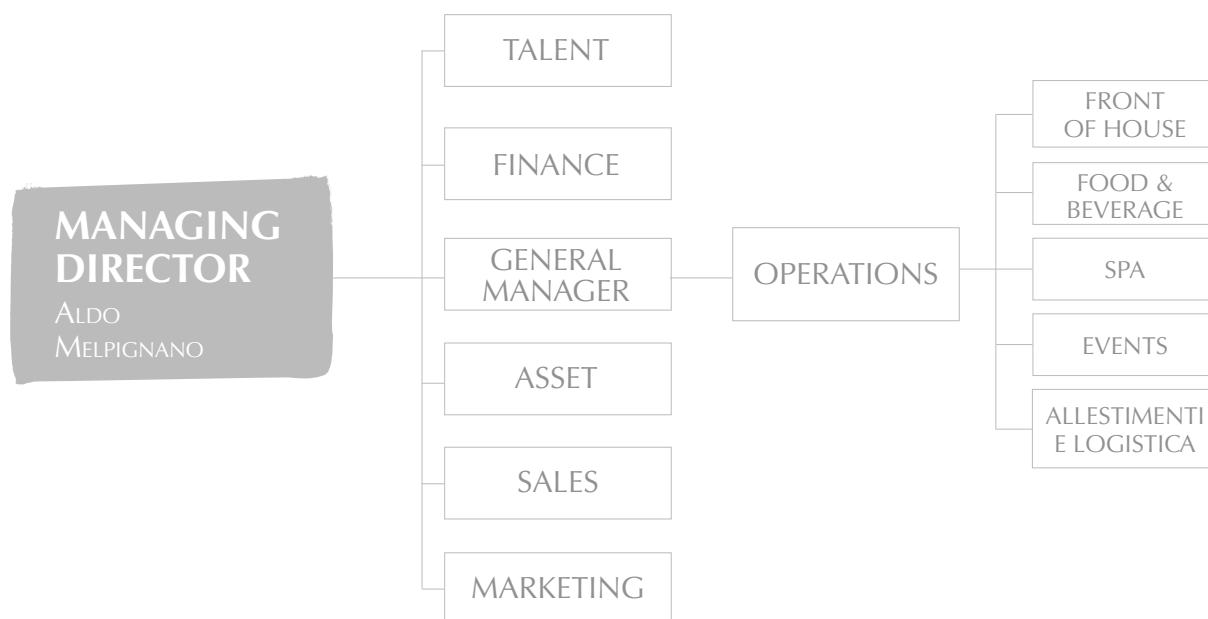 MANAGING
DIRECTOR
ALDO
MELPIGNANO
TALENT
FINANCE
GENERAL
MANAGER
ASSET
SALES
MARKETING
OPERATIONS
FRONT
OF HOUSE
FOOD &
BEVERAGE
SPA
EVENTS
ALLESTIMENTI
E LOGISTICA